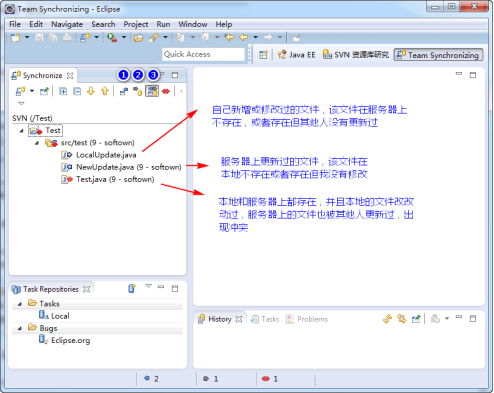 Team Synchronizing - Eclipse
File Edit Navigate Search Project Run Window Help
Quick Access
Java EE
SVN 资源库研究
Team Synchronizing
Synchronize
1 2 3
SVN (/Test)
Test
src/test (9 - softown)
LocalUpdate.java
NewUpdate.java (9 - softown)
Test.java (9 - softown)
自己新增或修改过的文件，该文件在服务器上
不存在，或者存在但其他人没有更新过
服务器上更新过的文件，该文件在
本地不存在或者存在但我没有修改
本地和服务器上都存在，并且本地的文件改改
动过，服务器上的文件也被其他人更新过，出
现冲突
Task Repositories
Tasks
Local
Bugs
Eclipse.org
History
Tasks
Problems
2
1
1